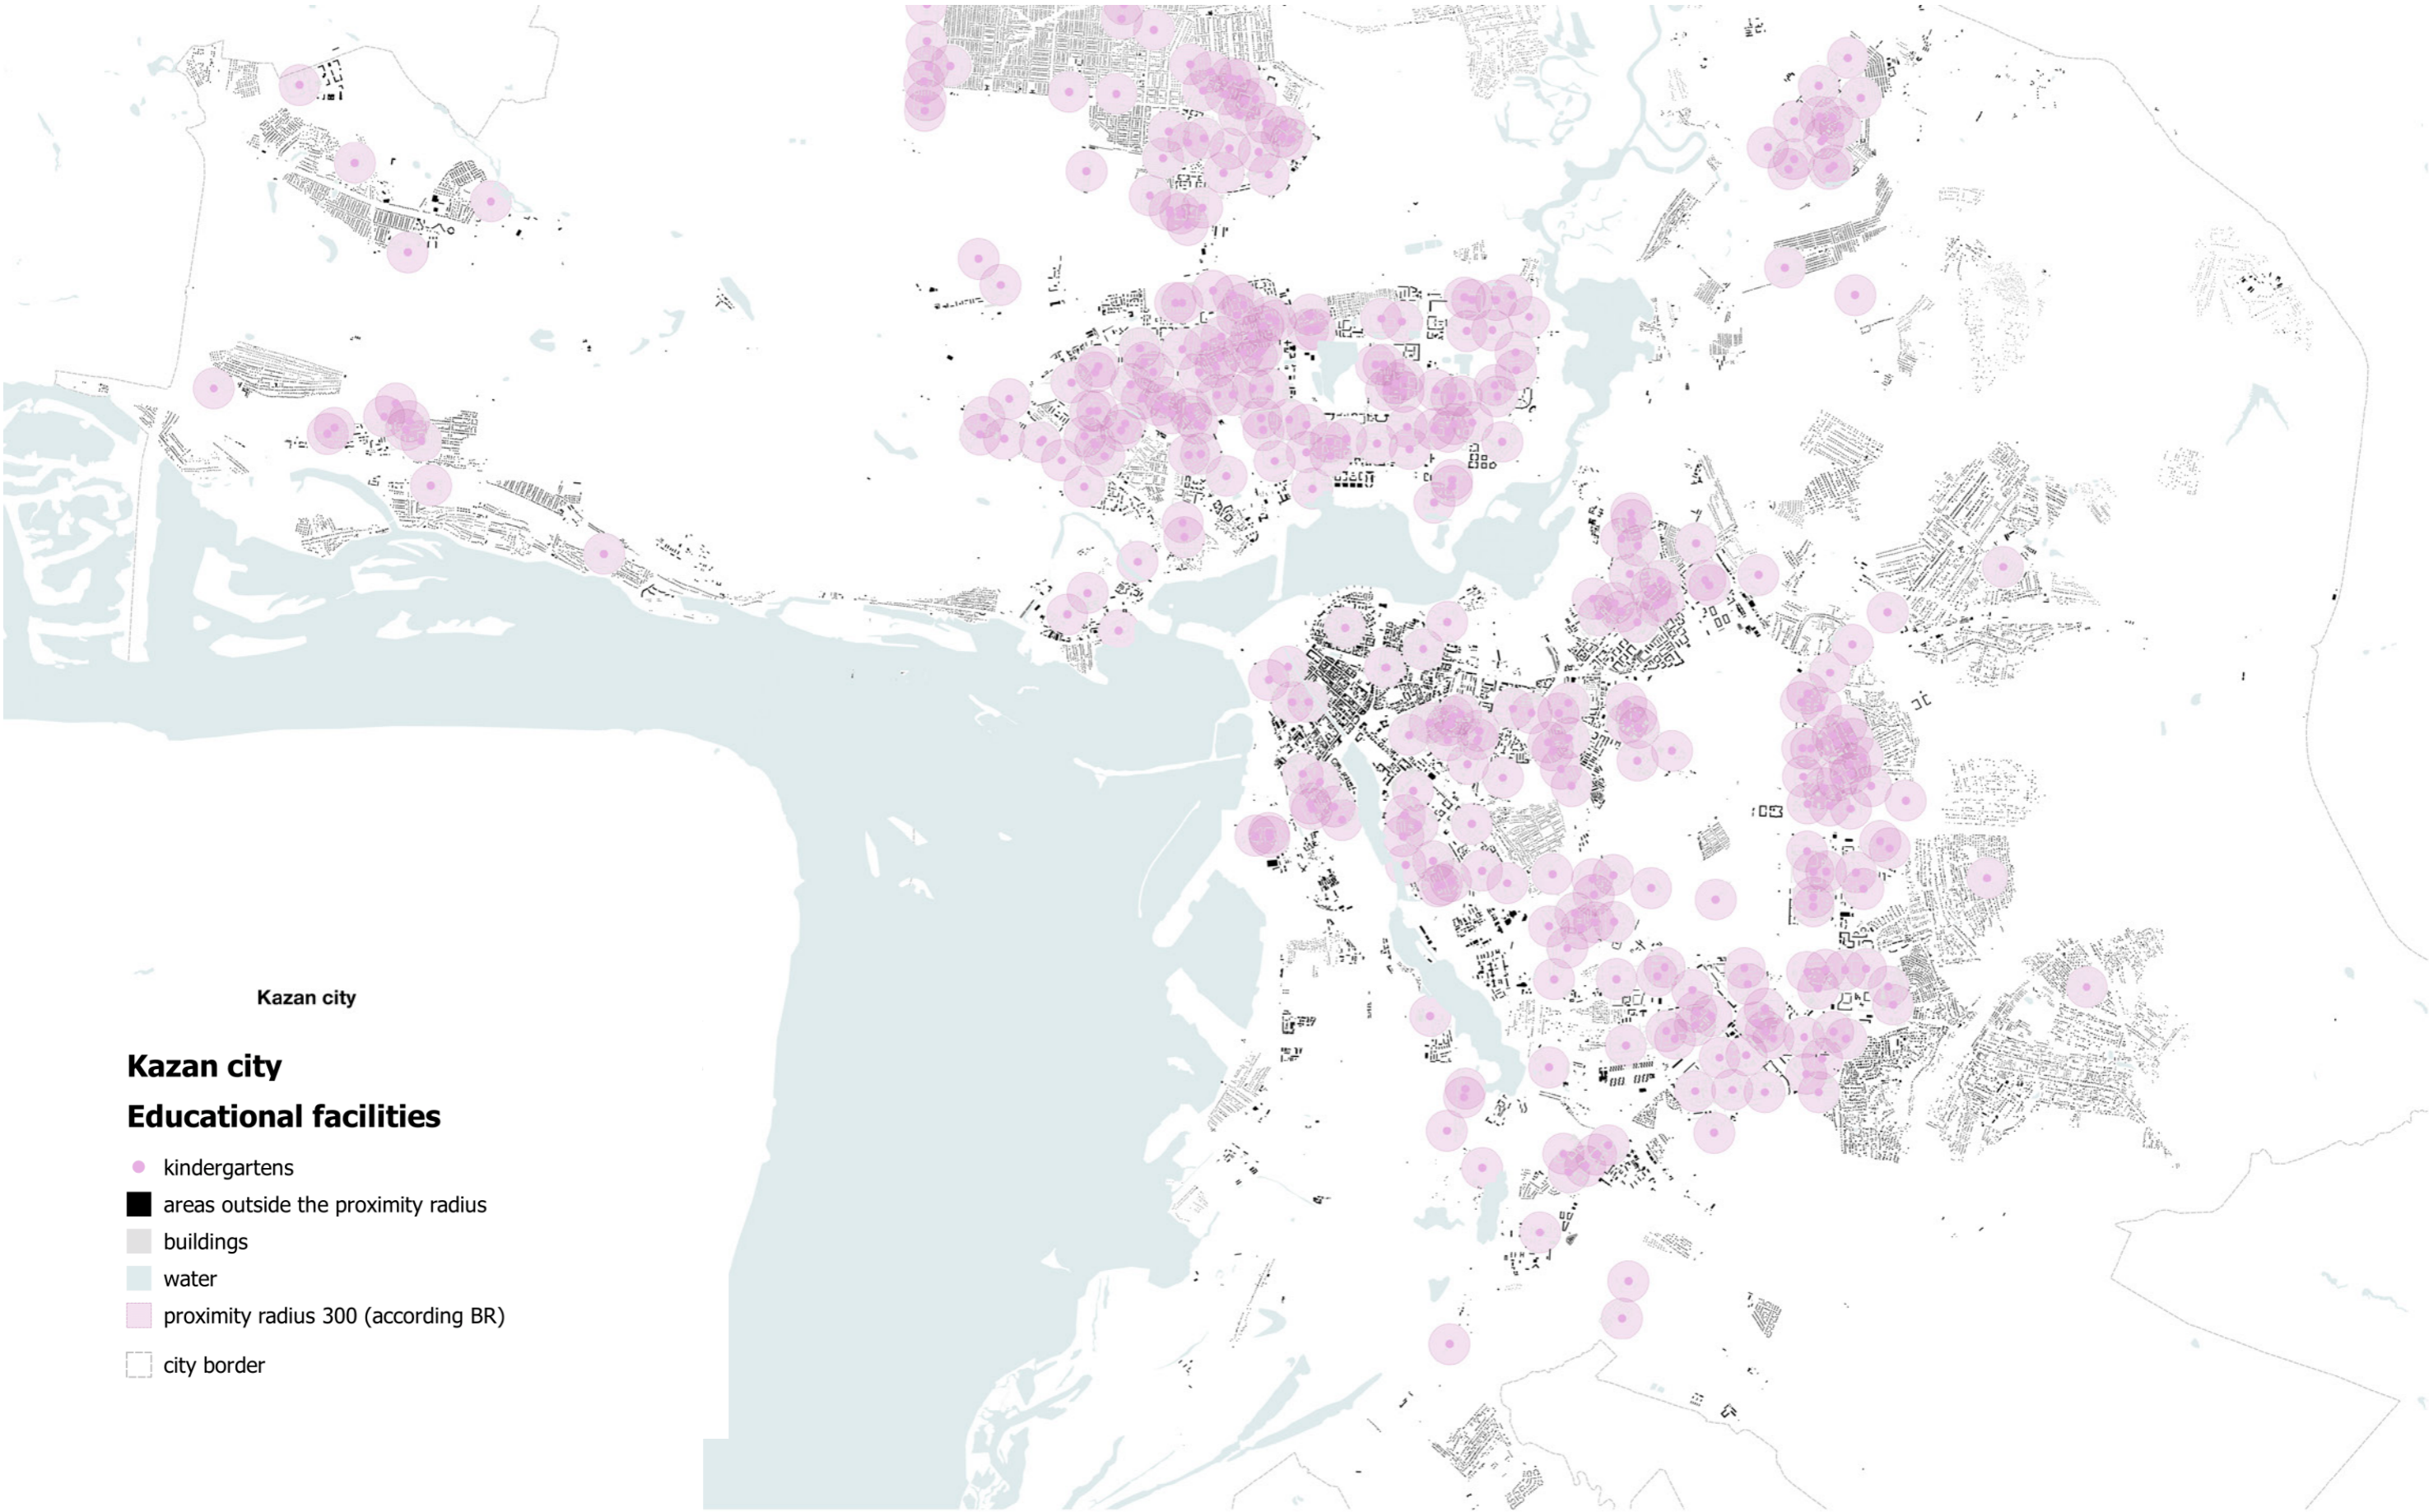 Kazan city
Kazan city
Educational facilities
kindergartens
areas outside the proximity radius
buildings
water
proximity radius 300 (according BR)
city border